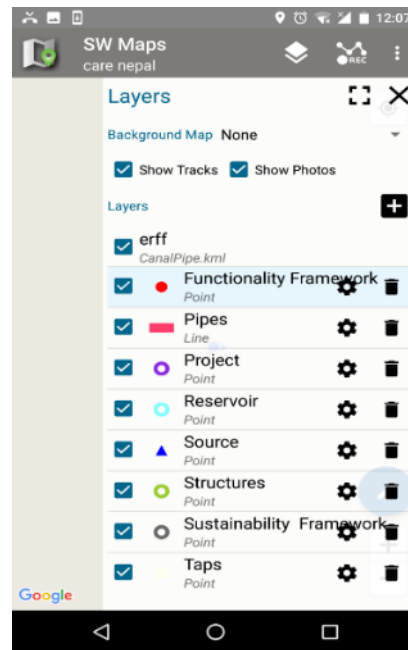 12:07
SW Maps
care nepal
REC
Layers
Background Map None
Show Tracks Show Photos
Layers
erff
CanalPipe.kml
Functionality Framework
Point
Pipes
Line
Project
Point
Reservoir
Point
Source
Point
Structures
Point
Sustainability Framework
Point
Taps
Point
Google